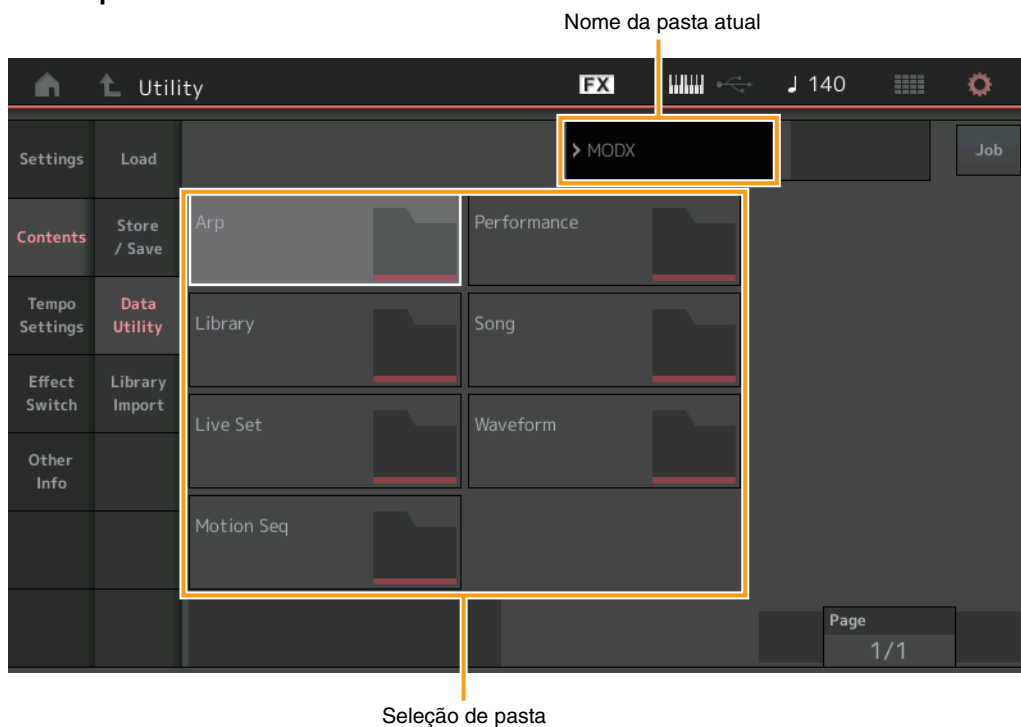 Nome da pasta atual
Utility
FX
140
Settings
Load
> MODX
Job
Contents
Store
/ Save
Arp
Performance
Tempo
Settings
Data
Utility
Library
Song
Effect
Switch
Library
Import
Live Set
Waveform
Other
Info
Motion Seq
Page
1/1
Seleção de pasta